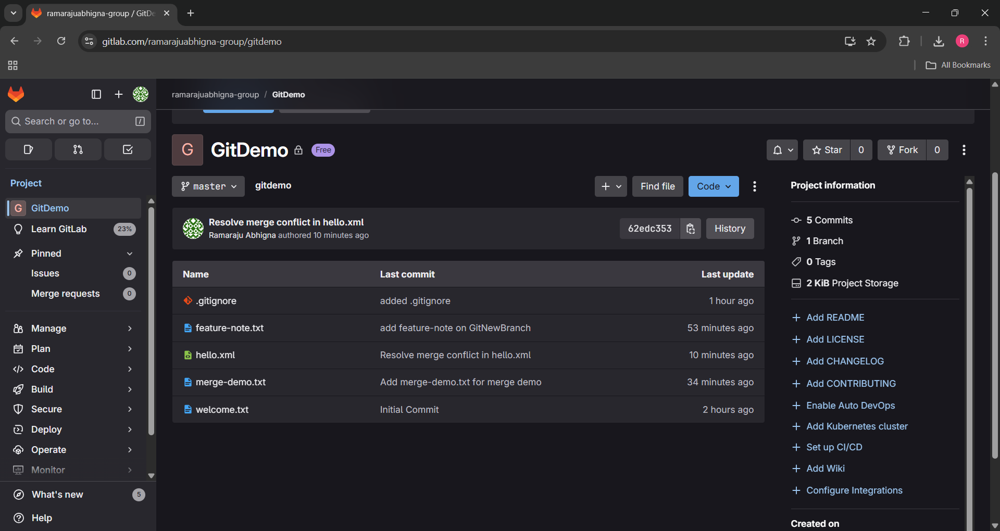 ramarajuabhigna-group / GitDe
gitlab.com/ramarajuabhigna-group/gitdemo
R
All Bookmarks
ramarajuabhigna-group / GitDemo
Search or go to...
/
Project
G GitDemo
Learn GitLab 23%
Pinned
Issues 0
Merge requests 0
Manage
Plan
Code
Build
Secure
Deploy
Operate
Monitor
What's new 5
Help
G GitDemo Free
Star 0 Fork 0
master gitdemo
Find file Code
Resolve merge conflict in hello.xml
Ramaraju Abhigna authored 10 minutes ago
62edc353 History
Name Last commit Last update
.gitignore added .gitignore 1 hour ago
feature-note.txt add feature-note on GitNewBranch 53 minutes ago
hello.xml Resolve merge conflict in hello.xml 10 minutes ago
merge-demo.txt Add merge-demo.txt for merge demo 34 minutes ago
welcome.txt Initial Commit 2 hours ago
Project information
5 Commits
1 Branch
0 Tags
2 KiB Project Storage
Add README
Add LICENSE
Add CHANGELOG
Add CONTRIBUTING
Enable Auto DevOps
Add Kubernetes cluster
Set up CI/CD
Add Wiki
Configure Integrations
Created on